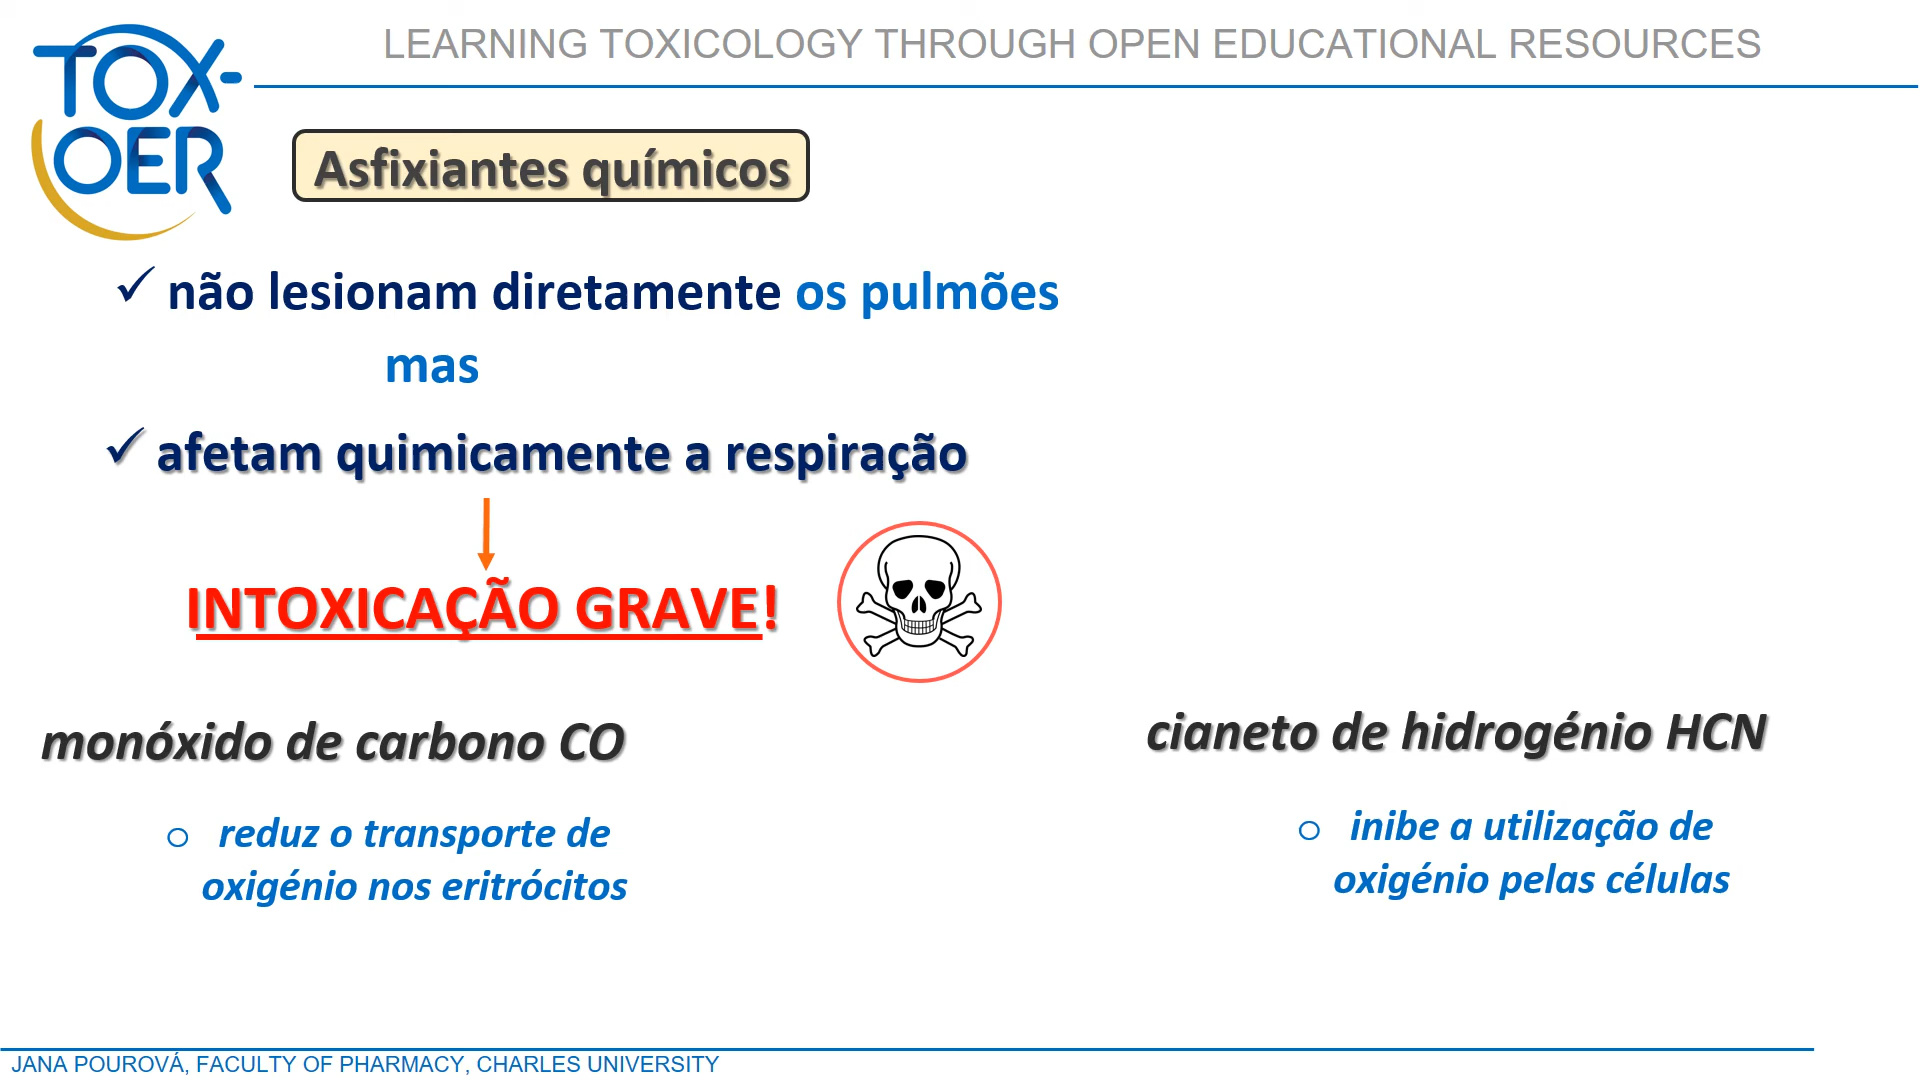 TOX-
OER
LEARNING TOXICOLOGY THROUGH OPEN EDUCATIONAL RESOURCES
Asfixiantes químicos
✓ não lesionam diretamente os pulmões
mas
✓ afetam quimicamente a respiração
INTOXICAÇÃO GRAVE!
monóxido de carbono CO
o reduz o transporte de
oxigénio nos eritrócitos
cianeto de hidrogénio HCN
o inibe a utilização de
oxigénio pelas células
JANA POUROVÁ, FACULTY OF PHARMACY, CHARLES UNIVERSITY